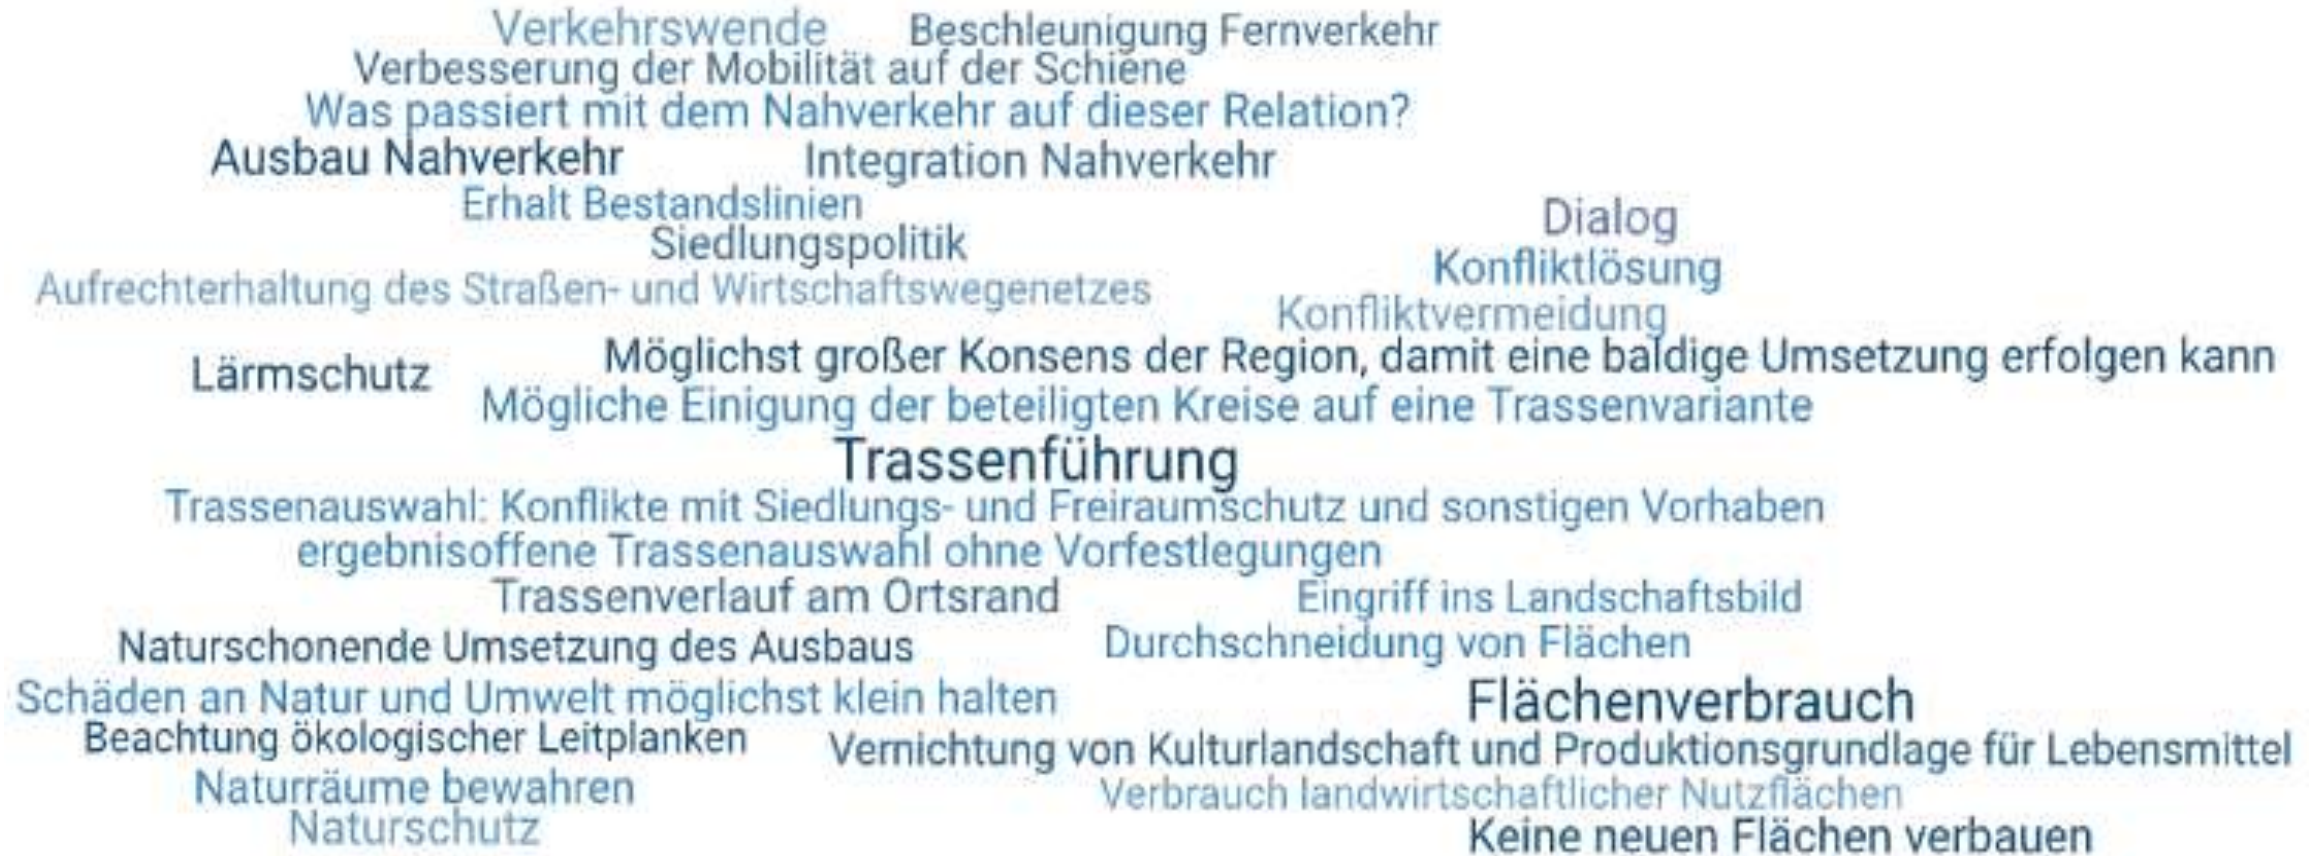 Verkehrswende Beschleunigung Fernverkehr
Verbesserung der Mobilität auf der Schiene
Was passiert mit dem Nahverkehr auf dieser Relation?
Ausbau Nahverkehr Integration Nahverkehr
Erhalt Bestandslinien
Dialog
Siedlungspolitik
Konfliktlösung
Aufrechterhaltung des Straßen- und Wirtschaftswegenetzes
Konfliktvermeidung
Möglichst großer Konsens der Region, damit eine baldige Umsetzung erfolgen kann
Lärmschutz
Mögliche Einigung der beteiligten Kreise auf eine Trassenvariante
Trassenführung
Trassenauswahl: Konflikte mit Siedlungs- und Freiraumschutz und sonstigen Vorhaben
ergebnisoffene Trassenauswahl ohne Vorfestlegungen
Trassenverlauf am Ortsrand Eingriff ins Landschaftsbild
Naturschonende Umsetzung des Ausbaus Durchschneidung von Flächen
Schäden an Natur und Umwelt möglichst klein halten Flächenverbrauch
Beachtung ökologischer Leitplanken Vernichtung von Kulturlandschaft und Produktionsgrundlage für Lebensmittel
Naturräume bewahren Verbrauch landwirtschaftlicher Nutzflächen
Naturschutz Keine neuen Flächen verbauen